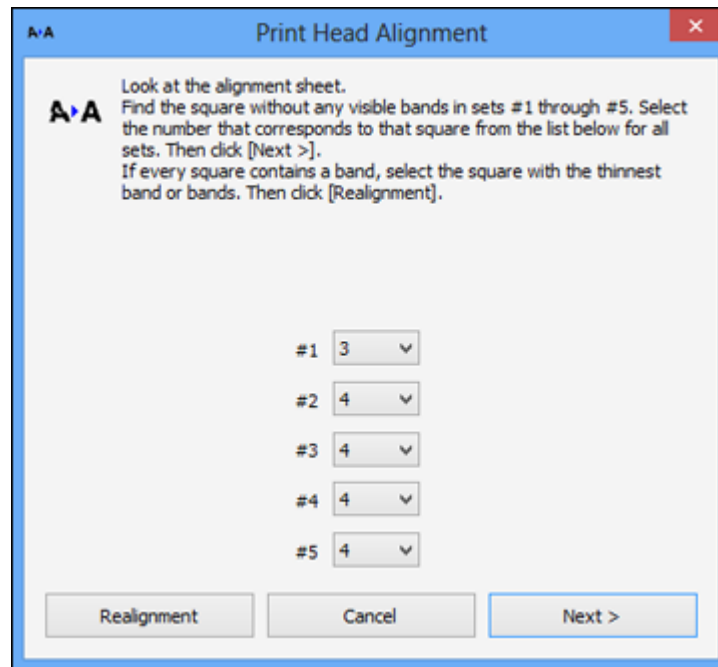 A▸A Print Head Alignment
A▸A
Look at the alignment sheet.
Find the square without any visible bands in sets #1 through #5. Select
the number that corresponds to that square from the list below for all
sets. Then click [Next >].
If every square contains a band, select the square with the thinnest
band or bands. Then click [Realignment].
#1 3
#2 4
#3 4
#4 4
#5 4
Realignment Cancel Next >